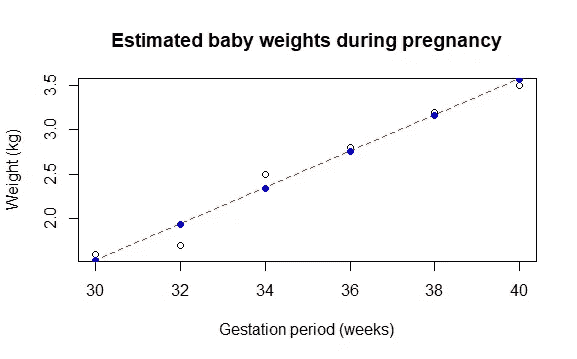 Estimated baby weights during pregnancy
3.5
3.0
2.5
2.0
Weight (kg)
30 32 34 36 38 40
Gestation period (weeks)